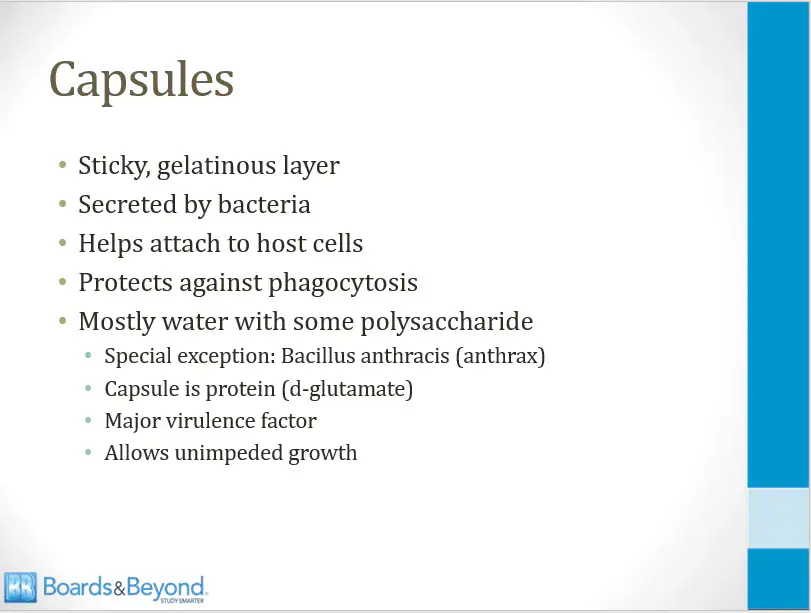 Capsules
• Sticky, gelatinous layer
• Secreted by bacteria
• Helps attach to host cells
• Protects against phagocytosis
• Mostly water with some polysaccharide
• Special exception: Bacillus anthracis (anthrax)
• Capsule is protein (d-glutamate)
• Major virulence factor
• Allows unimpeded growth
BB Boards&Beyond.
STUDY SMARTER